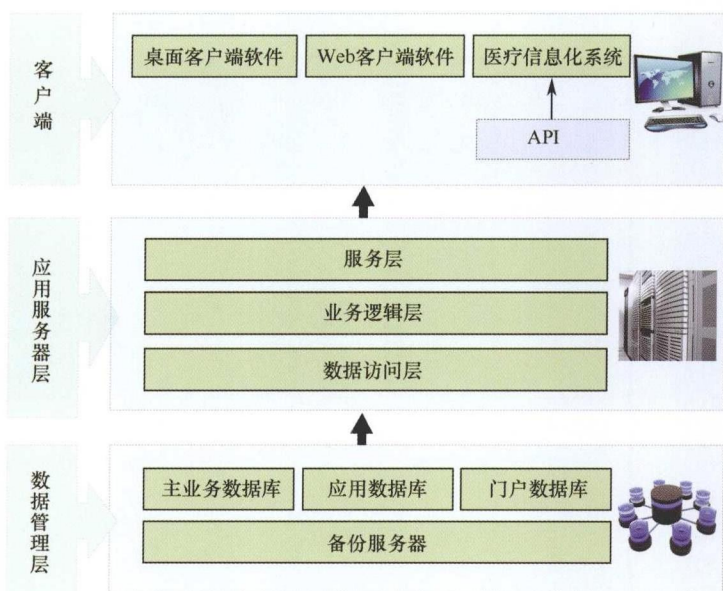 客户端
桌面客户端软件
Web客户端软件
医疗信息化系统
API
应用服务器层
服务层
业务逻辑层
数据访问层
数据管理层
主业务数据库
应用数据库
门户数据库
备份服务器